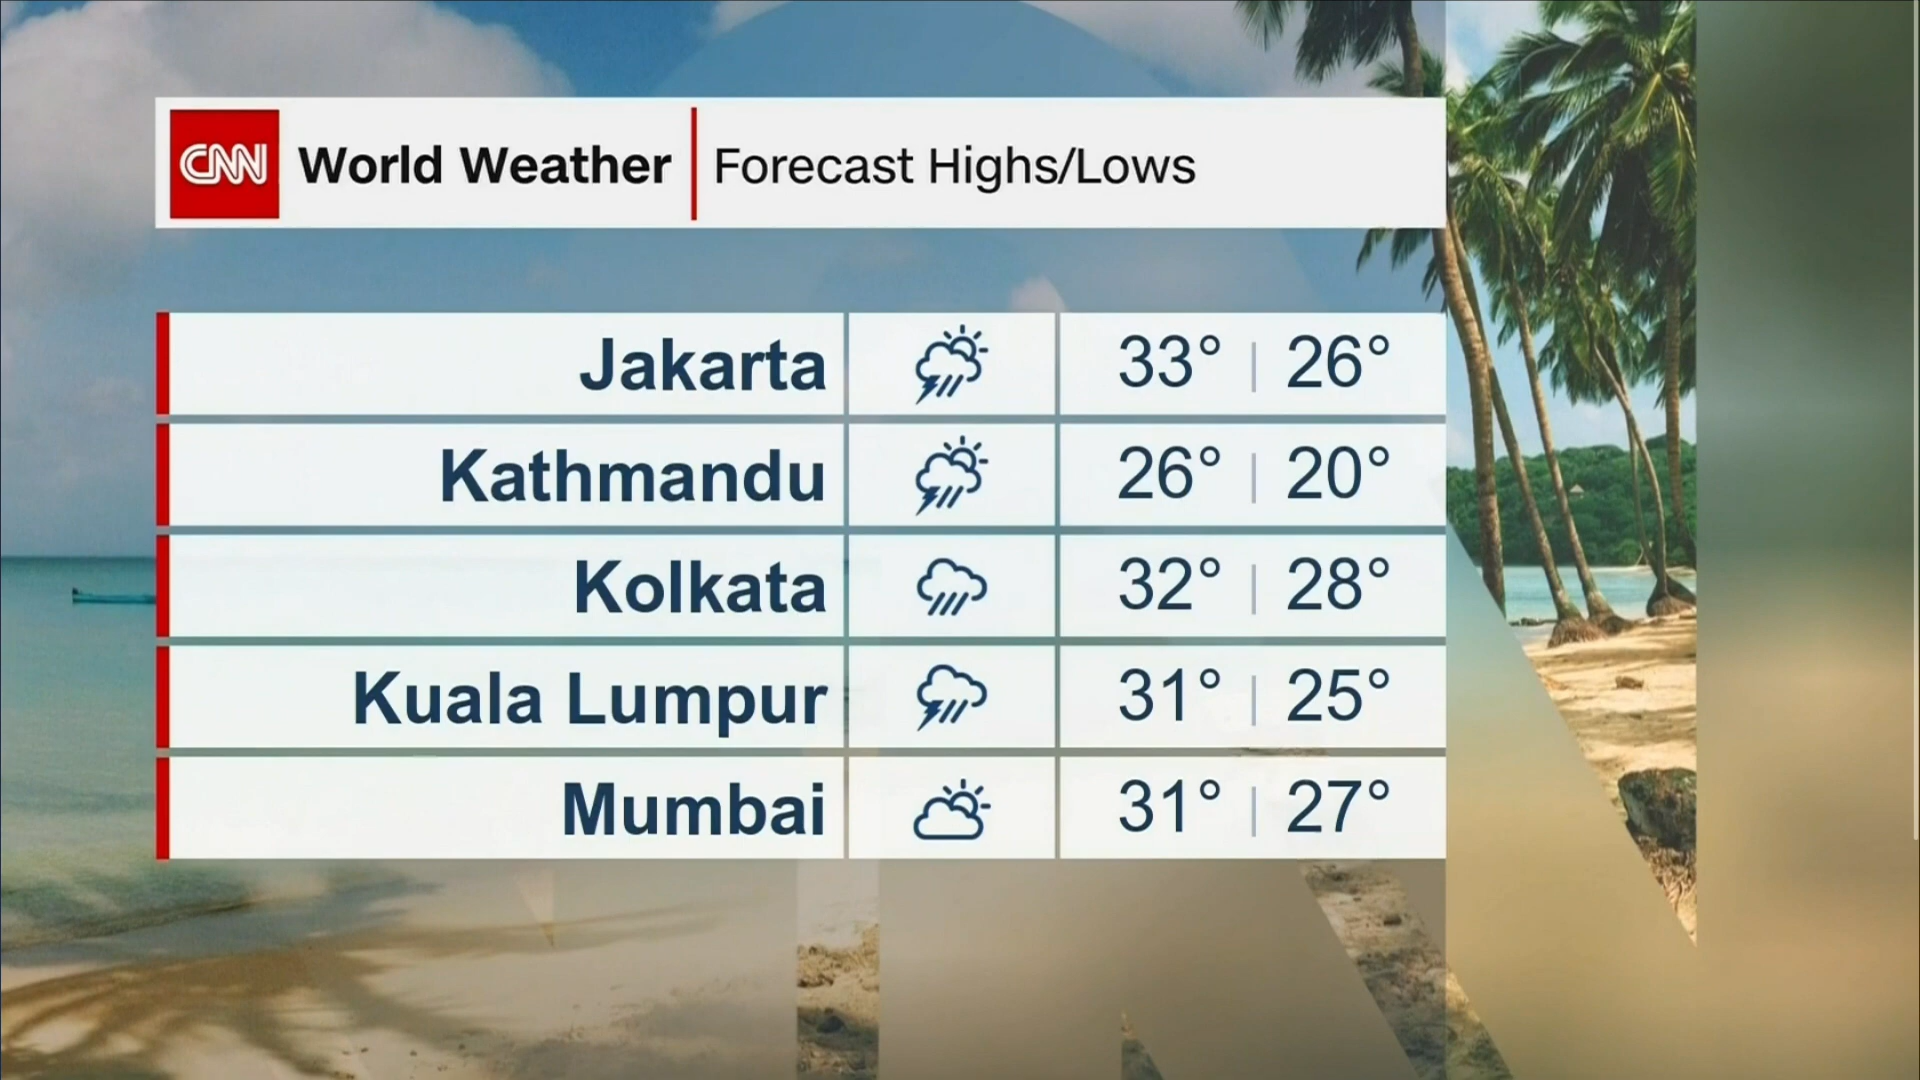 CNN World Weather | Forecast Highs/Lows
Jakarta 33° | 26°
Kathmandu 26° | 20°
Kolkata 32° | 28°
Kuala Lumpur 31° | 25°
Mumbai 31° | 27°